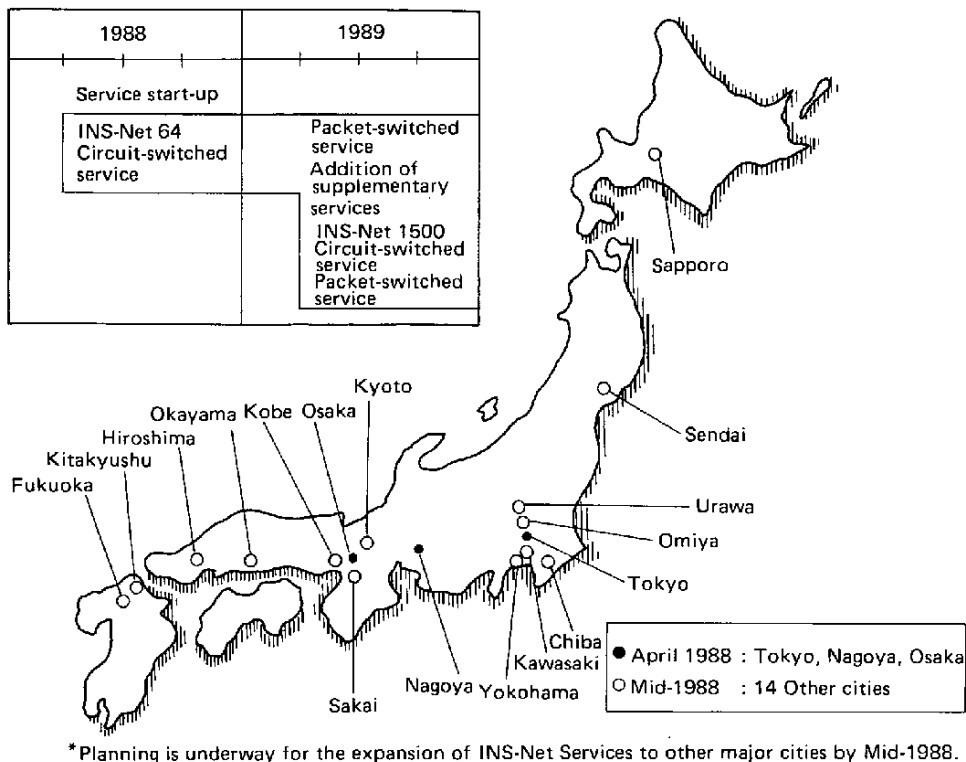 1988
1989
Service start-up
INS-Net 64
Circuit-switched
service
Packet-switched
service
Addition of
supplementary
services
INS-Net 1500
Circuit-switched
service
Packet-switched
service
Sapporo
Sendai
Kyoto
Okayama Kobe Osaka
Hiroshima
Kitakyushu
Fukuoka
Urawa
Omiya
Tokyo
Chiba
Kawasaki
Nagoya Yokohama
Sakai
● April 1988 : Tokyo, Nagoya, Osaka
○ Mid-1988 : 14 Other cities
*Planning is underway for the expansion of INS-Net Services to other major cities by Mid-1988.